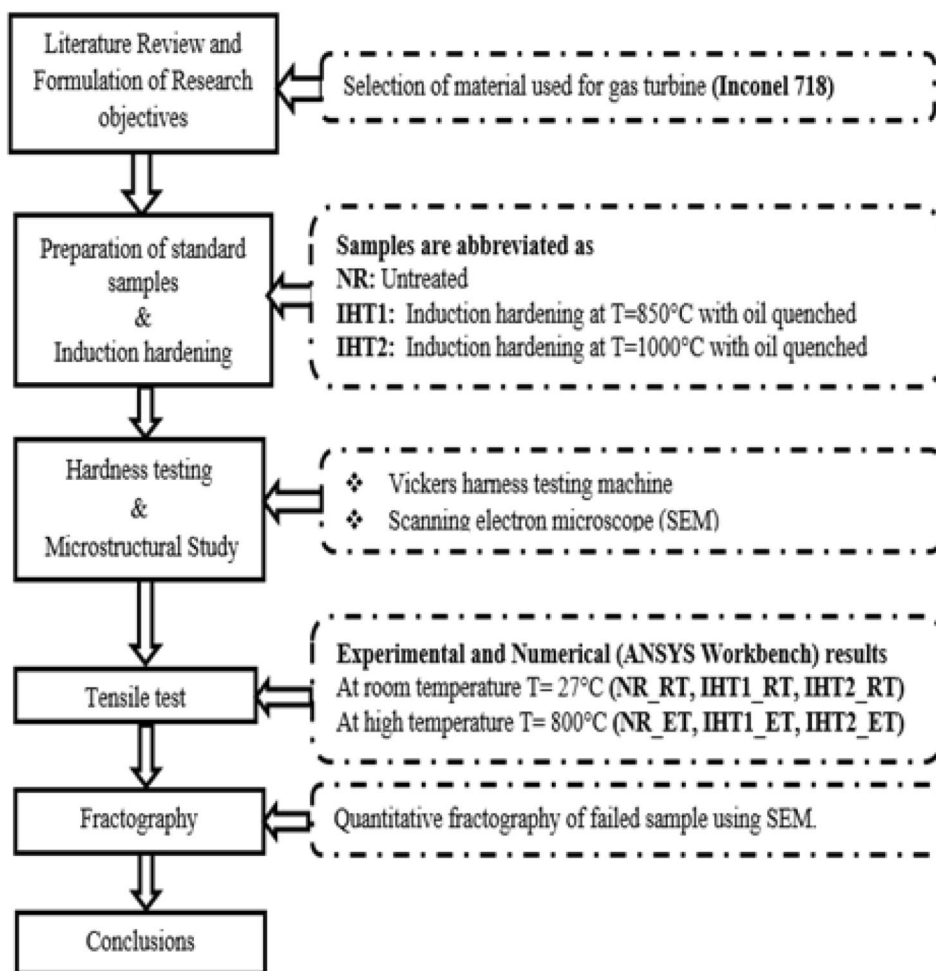 Literature Review and
Formulation of Research
objectives
Selection of material used for gas turbine (Inconel 718)
Preparation of standard
samples
&
Induction hardening
Samples are abbreviated as
NR: Untreated
IHT1: Induction hardening at T=850°C with oil quenched
IHT2: Induction hardening at T=1000°C with oil quenched
Hardness testing
&
Microstructural Study
❖ Vickers harness testing machine
❖ Scanning electron microscope (SEM)
Tensile test
Experimental and Numerical (ANSYS Workbench) results
At room temperature T= 27°C (NR_RT, IHT1_RT, IHT2_RT)
At high temperature T= 800°C (NR_ET, IHT1_ET, IHT2_ET)
Fractography
Quantitative fractography of failed sample using SEM.
Conclusions